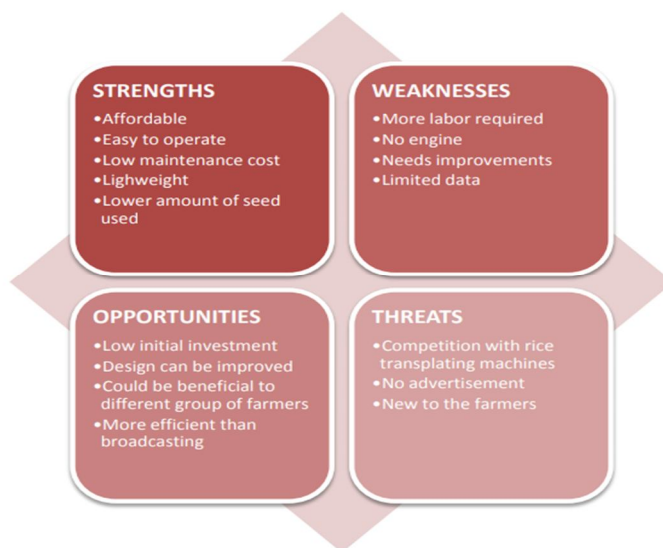 STRENGTHS
•Affordable
•Easy to operate
•Low maintenance cost
•Lighweight
•Lower amount of seed
used
WEAKNESSES
•More labor required
•No engine
•Needs improvements
•Limited data
OPPORTUNITIES
•Low initial investment
•Design can be improved
•Could be beneficial to
different group of farmers
•More efficient than
broadcasting
THREATS
•Competition with rice
transplating machines
•No advertisement
•New to the farmers